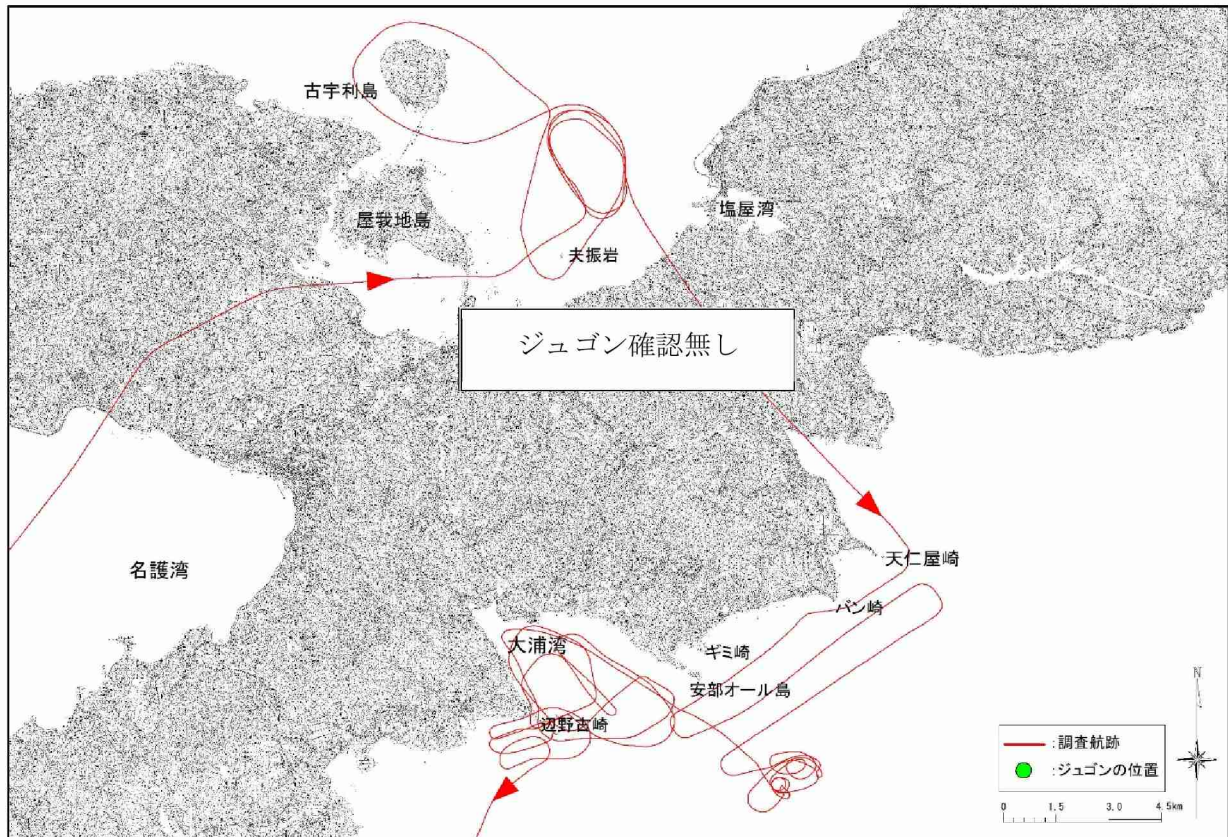 古宇利島
屋我地島
塩屋湾
夫振岩
ジュゴン確認無し
天仁屋崎
名護湾
バン崎
大浦湾
ギミ崎
安部オール島
辺野古崎
N
:調査航跡
:ジュゴンの位置
0 1.5 3.0 4.5km